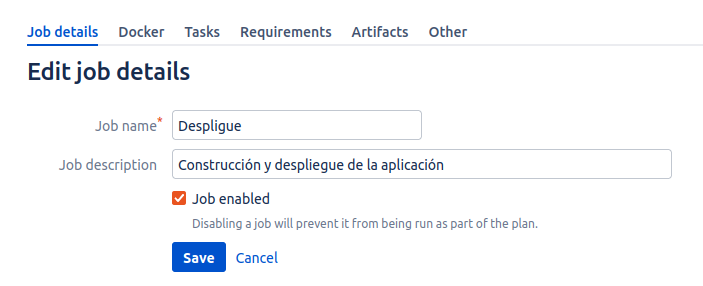 Job details Docker Tasks Requirements Artifacts Other
Edit job details
Job name* Despligue
Job description Construcción y despliegue de la aplicación
Job enabled
Disabling a job will prevent it from being run as part of the plan.
Save Cancel